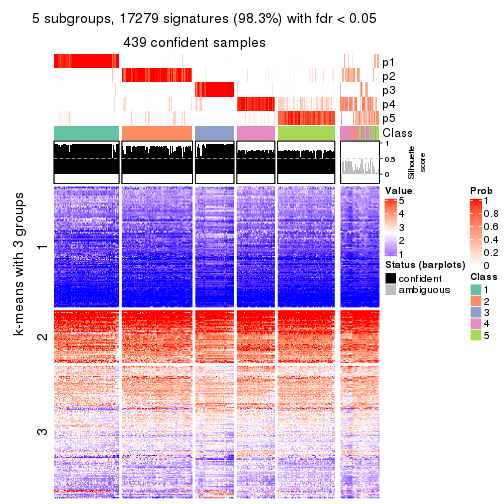 5 subgroups, 17279 signatures (98.3%) with fdr < 0.05
439 confident samples
p1
p2
p3
p4
p5
Class
1
0.5
0
Silhouette
score
k-means with 3 groups
1
2
3
Value
5
4
3
2
1
Status (barplots)
confident
ambiguous
Prob
1
0.8
0.6
0.4
0.2
0
Class
1
2
3
4
5